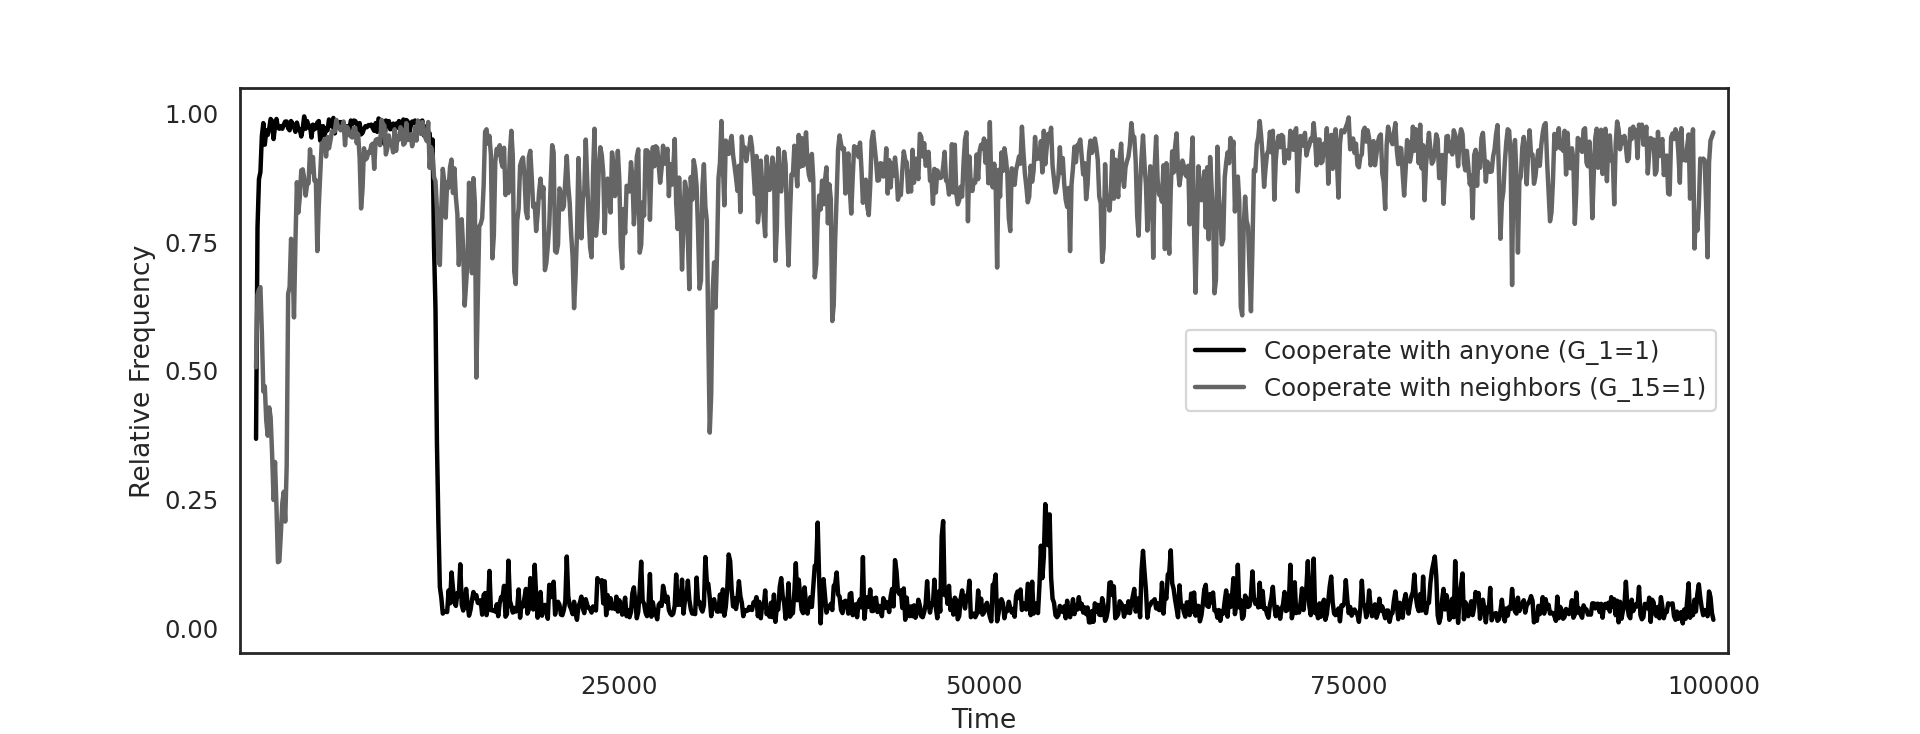 1.00
0.75
0.50
0.25
0.00
Relative Frequency
Cooperate with anyone (G_1=1)
Cooperate with neighbors (G_15=1)
25000
50000
75000
100000
Time